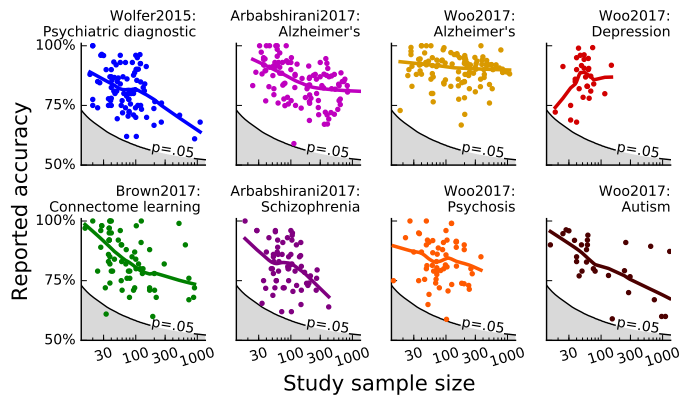 Wolfer2015:
Psychiatric diagnostic
Arbabshirani2017:
Alzheimer's
Woo2017:
Alzheimer's
Woo2017:
Depression
100%
75%
50%
p=.05
p=.05
p=.05
p=.05
Reported accuracy
Brown2017:
Connectome learning
Arbabshirani2017:
Schizophrenia
Woo2017:
Psychosis
Woo2017:
Autism
100%
75%
50%
p=.05
p=.05
p=.05
p=.05
30 100 1000
30 100 1000
30 100 1000
30 100 1000
Study sample size